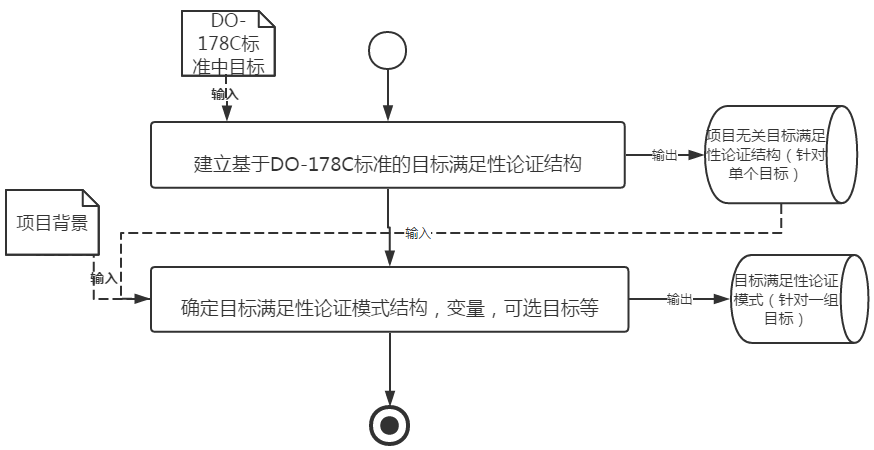 DO-
178C标
准中目标
输入
建立基于DO-178C标准的目标满足性论证结构
输出
项目无关目标满足
性论证结构（针对
单个目标）
项目背景
输入
输入
确定目标满足性论证模式结构，变量，可选目标等
输出
目标满足性论证
模式（针对一组
目标）